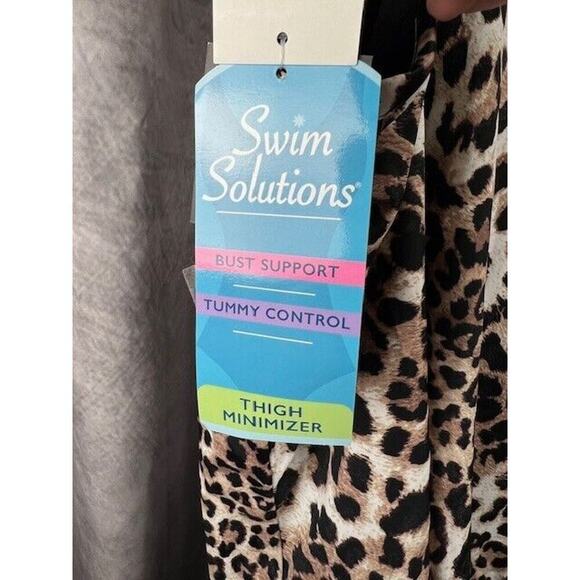 Swim
Solutions®
BUST SUPPORT
TUMMY CONTROL
THIGH
MINIMIZER